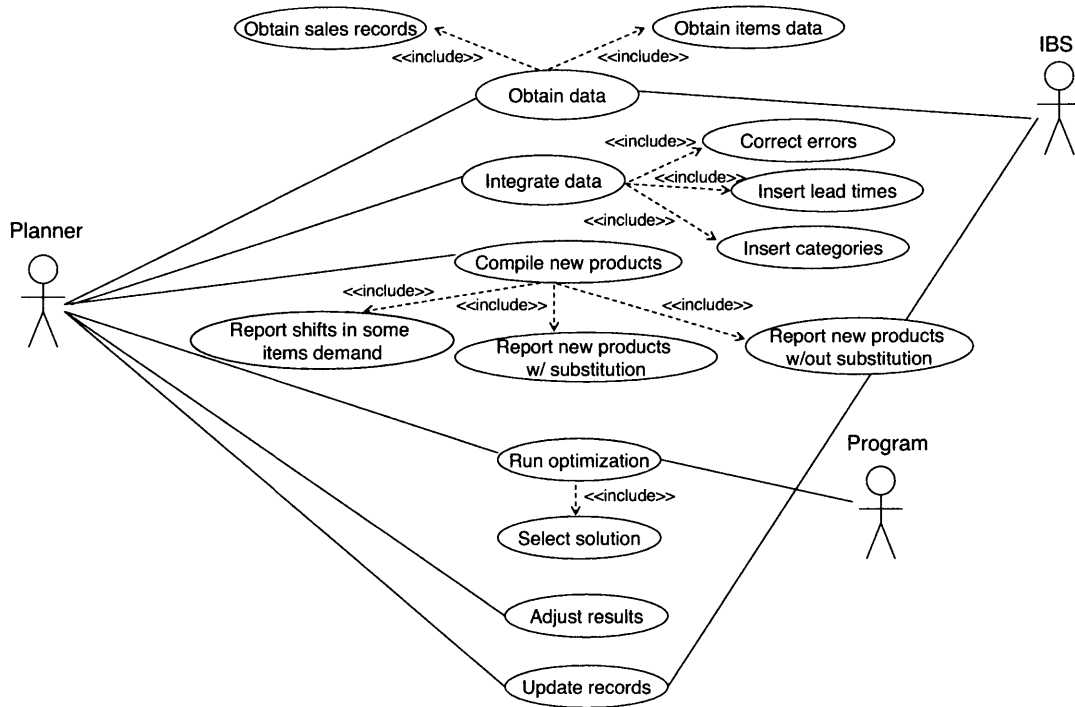 Obtain sales records
Obtain items data
IBS
<<include>>
<<include>>
Obtain data
<<include>>
Correct errors
<<include>>
Integrate data
Insert lead times
<<include>>
Planner
Insert categories
Compile new products
<<include>>
<<include>>
<<include>>
Report shifts in some
items demand
Report new products
w/ substitution
Report new products
w/out substitution
Program
Run optimization
<<include>>
Select solution
Adjust results
Update records